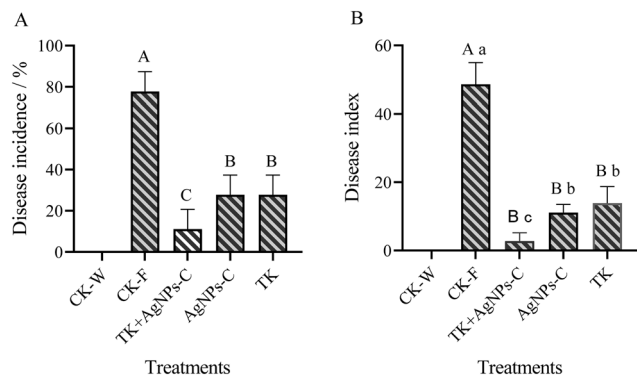 A
Disease incidence / %
100
80
60
40
20
0
A
C
B
B
CK-W
CK-F
TK+AgNPs-C
AgNPs-C
TK
Treatments
B
Disease index
60
40
20
0
A a
B c
B b
B b
CK-W
CK-F
TK+AgNPs-C
AgNPs-C
TK
Treatments